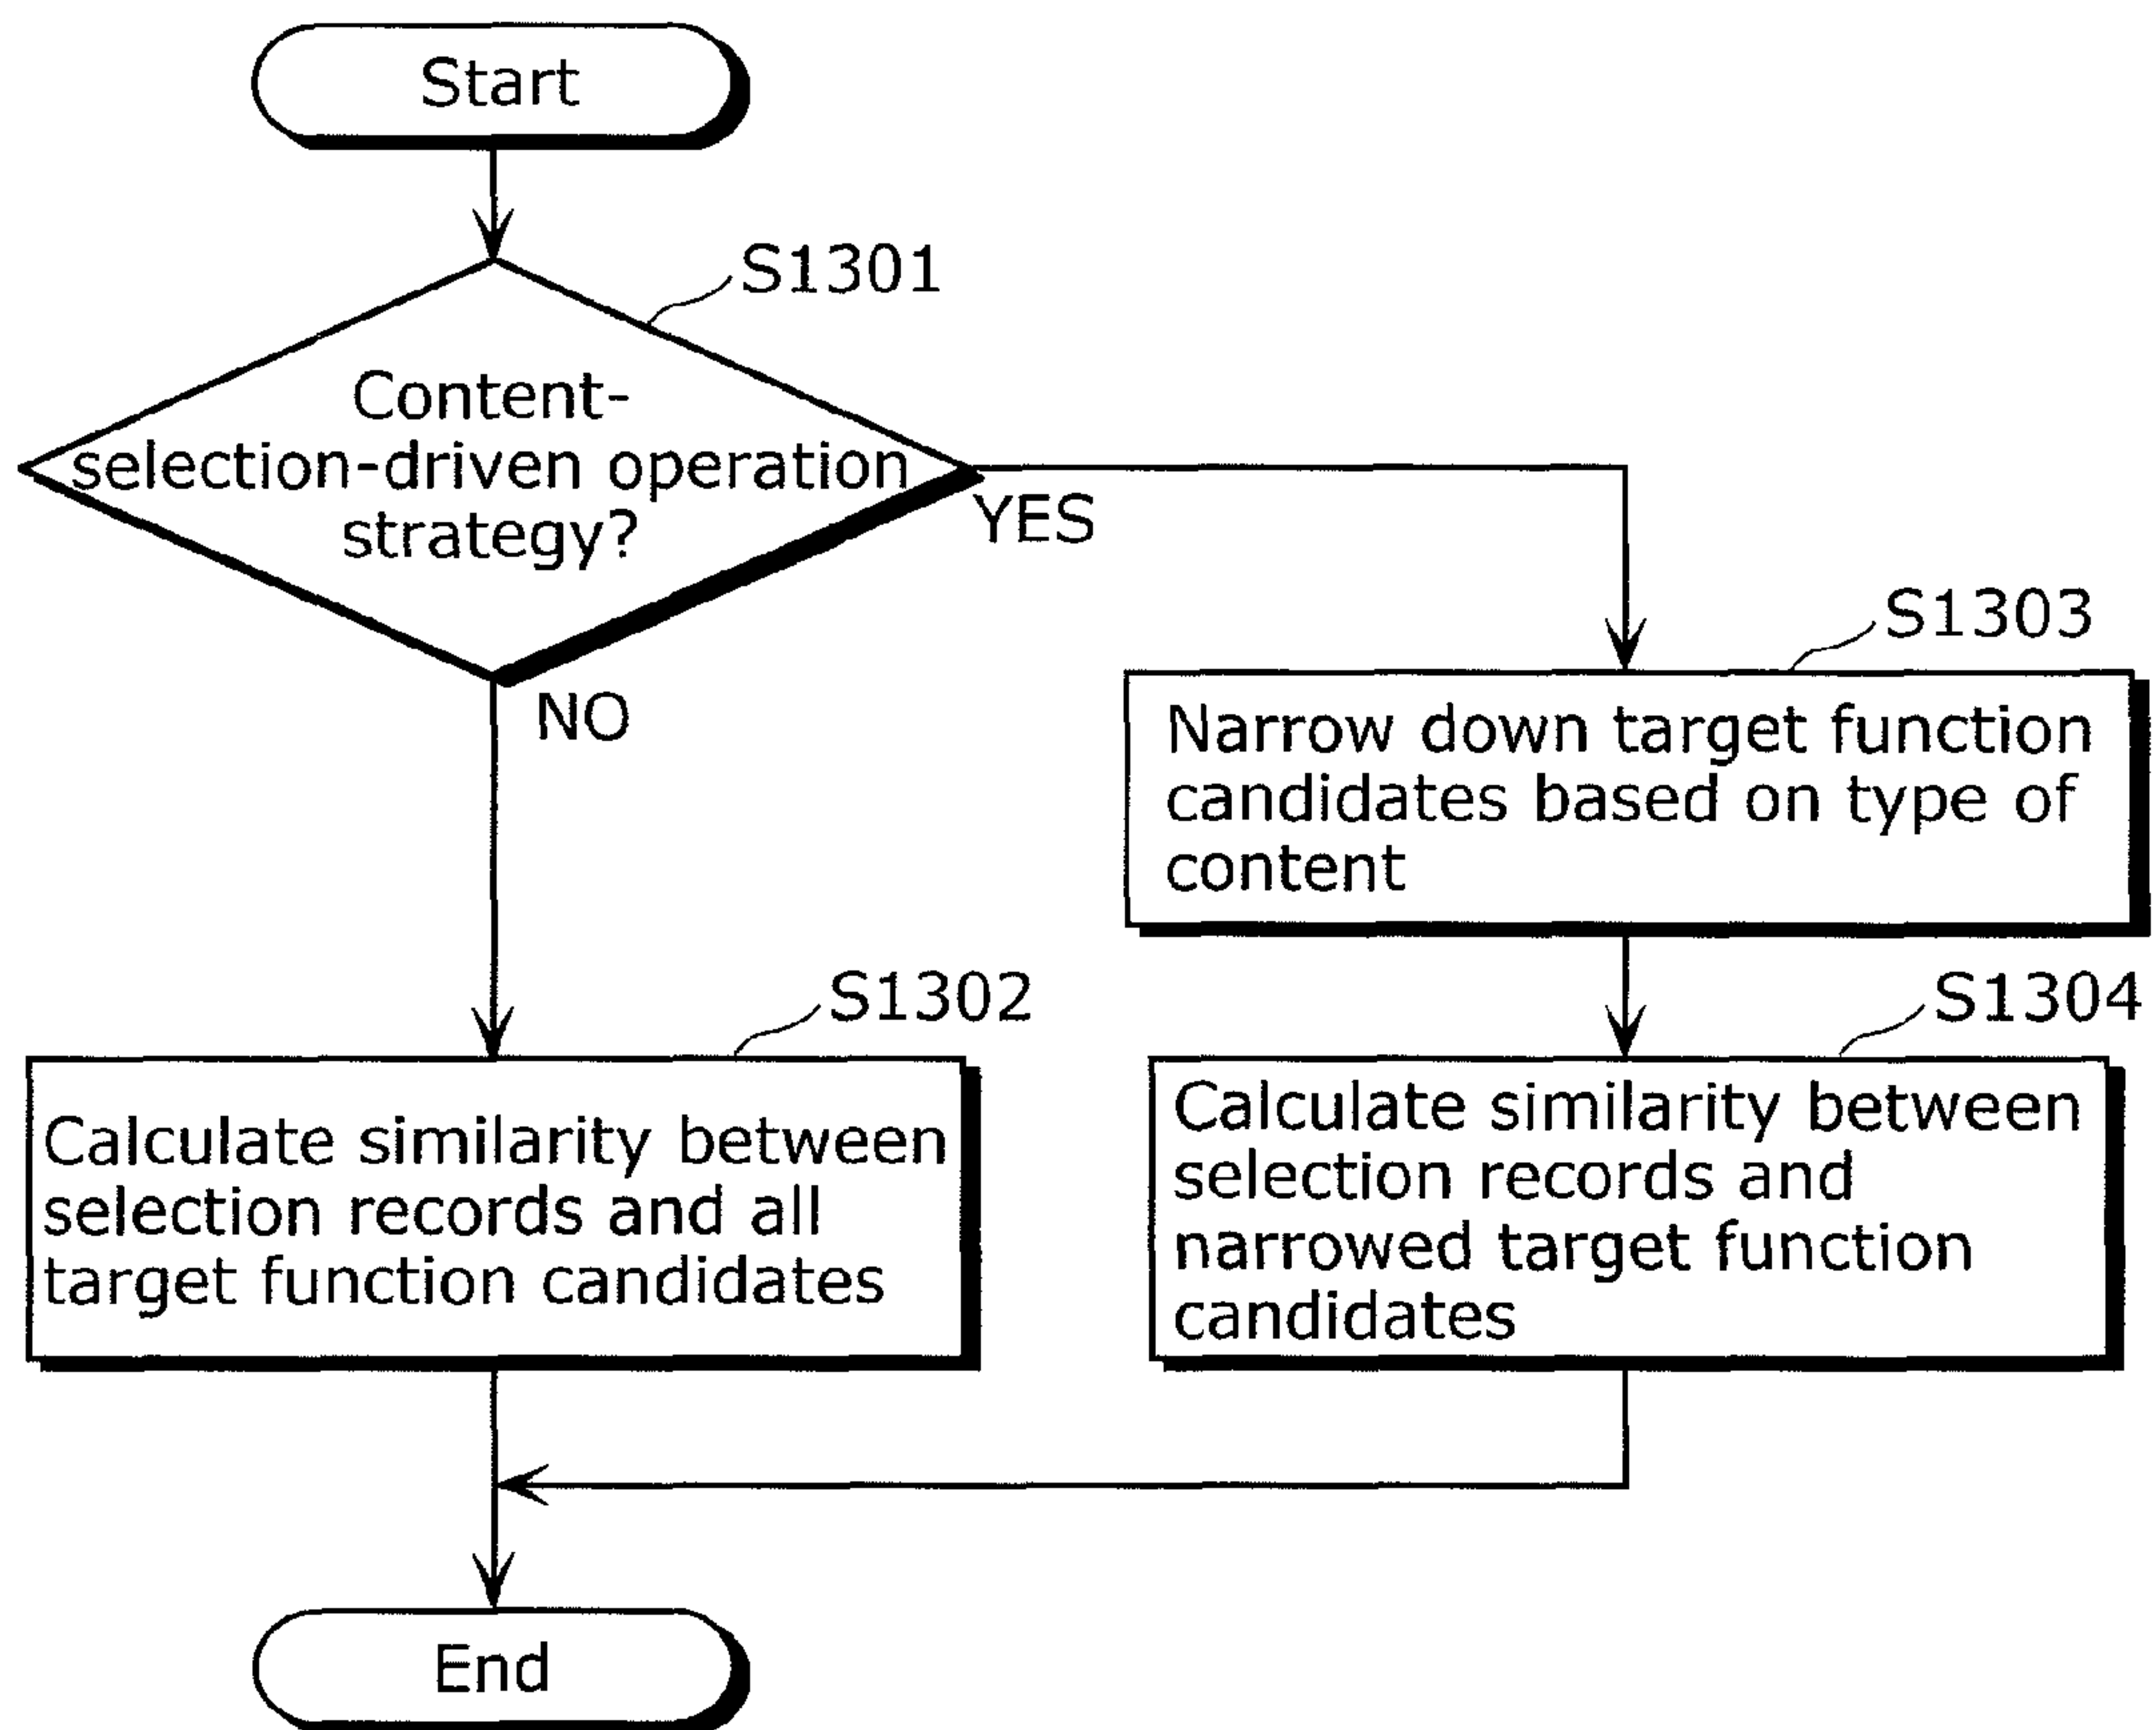 Start
S1301
Content-
selection-driven operation
strategy?
YES
NO
S1303
Narrow down target function
candidates based on type of
content
S1302
Calculate similarity between
selection records and all
target function candidates
S1304
Calculate similarity between
selection records and
narrowed target function
candidates
End